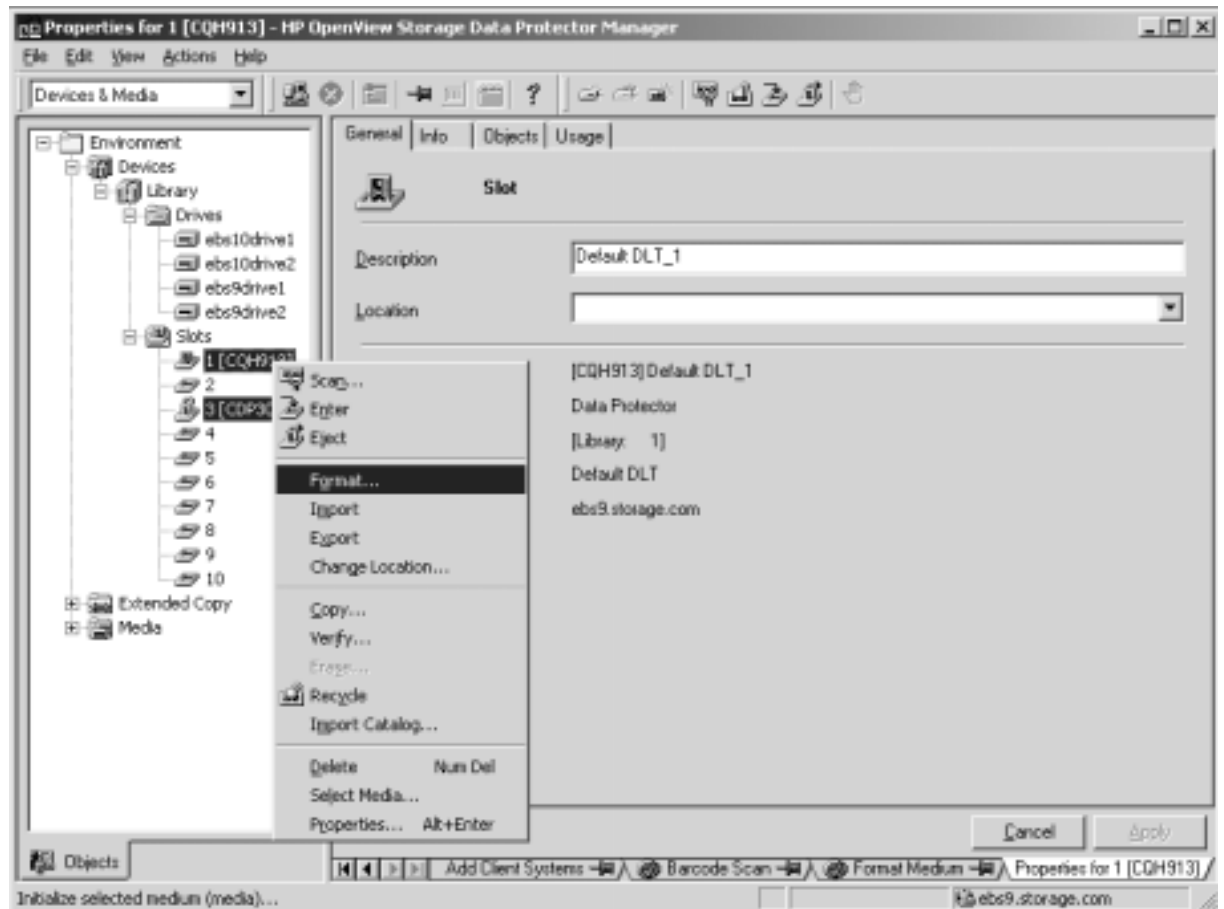 Properties for 1 [CQH913] - HP OpenView Storage Data Protector Manager
File Edit View Actions Help
Devices & Media
Environment
Devices
Library
Drives
ebs10drive1
ebs10drive2
ebs9drive1
ebs9drive2
Slots
1 [CQH913]
2
3
4
5
6
7
8
9
10
Extended Copy
Media
Objects
General Info Objects Usage
Slot
Description Default DLT_1
Location
[CQH913] Default DLT_1
Data Protector
[Library: 1]
Default DLT
ebs9.storage.com
Scan...
Enter
Eject
Format...
Import
Export
Change Location...
Copy...
Verify...
Erase...
Recycle
Import Catalog...
Delete Num Del
Select Media...
Properties... Alt+Enter
Cancel Apply
Add Client Systems Barcode Scan Format Medium Properties for 1 [CQH913]
Initialize selected medium (media)...
ebs9.storage.com